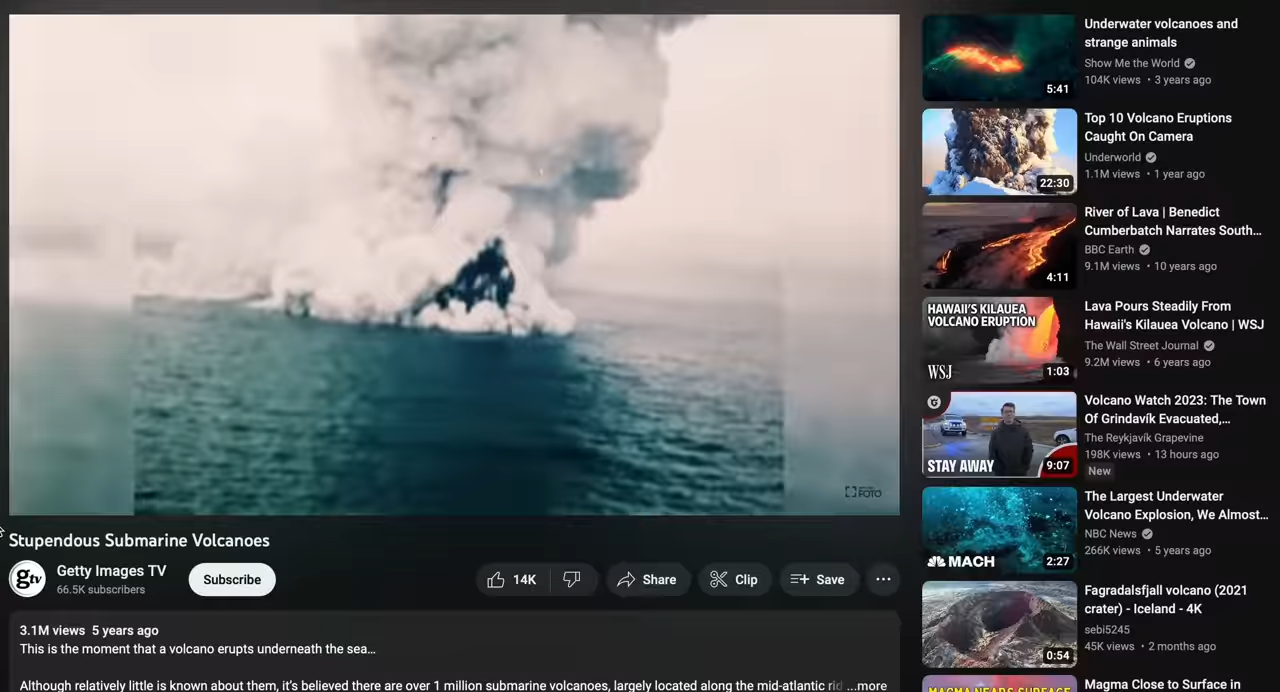 FOTO
Stupendous Submarine Volcanoes
gtv
Getty Images TV
66.5K subscribers
Subscribe
14K
Share
Clip
Save
3.1M views 5 years ago
This is the moment that a volcano erupts underneath the sea...
Although relatively little is known about them, it's believed there are over 1 million submarine volcanoes, largely located along the mid-atlantic rid ...more
5:41
Underwater volcanoes and
strange animals
Show Me the World
104K views • 3 years ago
22:30
Top 10 Volcano Eruptions
Caught On Camera
Underworld
1.1M views • 1 year ago
4:11
River of Lava | Benedict
Cumberbatch Narrates South...
BBC Earth
9.1M views • 10 years ago
HAWAII'S KILAUEA
VOLCANO ERUPTION
WSJ
1:03
Lava Pours Steadily From
Hawaii's Kilauea Volcano | WSJ
The Wall Street Journal
9.2M views • 6 years ago
STAY AWAY
9:07
Volcano Watch 2023: The Town
Of Grindavík Evacuated,...
The Reykjavík Grapevine
198K views • 13 hours ago
New
MACH
2:27
The Largest Underwater
Volcano Explosion, We Almost...
NBC News
266K views • 5 years ago
0:54
Fagradalsfjall volcano (2021
crater) - Iceland - 4K
sebi5245
45K views • 2 months ago
MAGMA NEARS SURFACE
Magma Close to Surface in